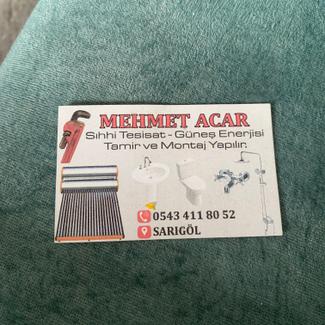 MEHMET ACAR
Sıhhi Tesisat - Güneş Enerjisi
Tamir ve Montaj Yapılır.
0543 411 80 52
SARIGÖL